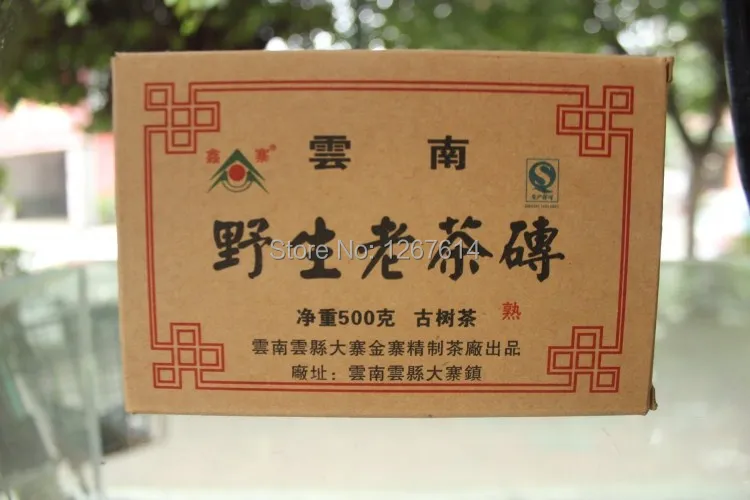 雲南
鑫寨®
野生老茶磚
Store No: 1267614
净重500克 古树茶 熟
雲南雲縣大寨金寨精制茶廠出品
廠址：雲南雲縣大寨鎮